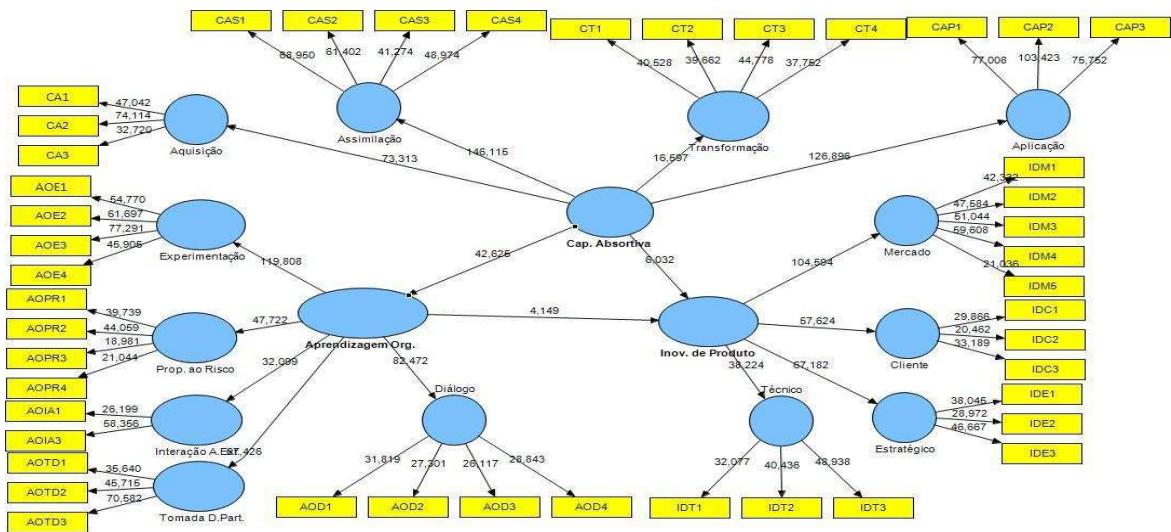 CAS1
CAS2
CAS3
CAS4
68,950
61,402
41,274
48,974
Assimilação
CT1
CT2
CT3
CT4
40,528
39,662
44,778
37,752
Transformação
CAP1
CAP2
CAP3
77,008
103,423
75,752
Aplicação
CA1
CA2
CA3
47,042
74,114
32,720
Aquisição
73,313
146,115
16,597
126,896
Cap. Absortiva
AOE1
AOE2
AOE3
AOE4
54,770
61,697
77,291
45,905
Experimentação
119,808
42,625
6,032
IDM1
IDM2
IDM3
IDM4
IDM5
42,332
47,584
51,044
59,608
21,036
Mercado
104,594
AOPR1
AOPR2
AOPR3
AOPR4
39,739
44,059
18,981
21,044
Prop. ao Risco
47,722
Aprendizagem Org.
4,149
Inov. de Produto
57,624
IDC1
IDC2
IDC3
29,866
20,462
33,189
Cliente
32,099
82,472
38,224
67,182
AOIA1
AOIA3
26,199
58,356
Interação A.Ext.
Diálogo
Técnico
IDE1
IDE2
IDE3
38,045
28,972
46,667
Estratégico
AOTD1
AOTD2
AOTD3
35,640
45,715
70,582
Tomada D.Part.
31,819
27,301
26,117
28,843
AOD1
AOD2
AOD3
AOD4
32,077
40,436
48,938
IDT1
IDT2
IDT3